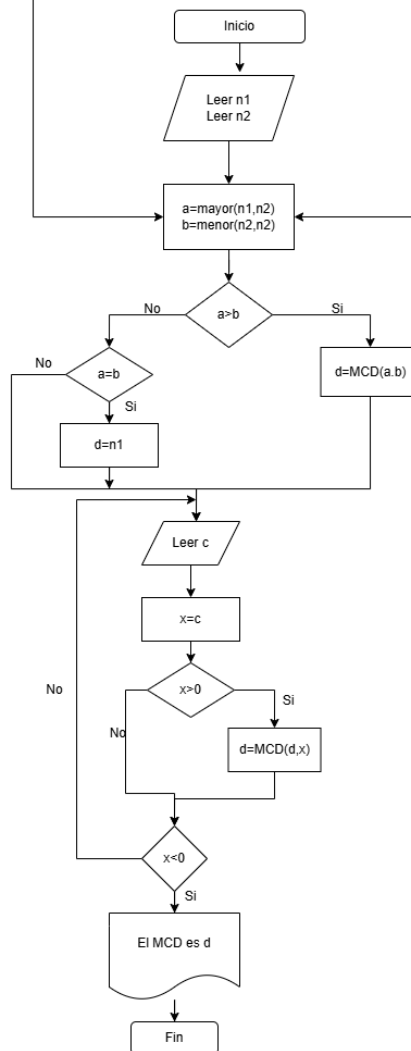 Inicio
Leer n1
Leer n2
a=mayor(n1,n2)
b=menor(n2,n2)
No
a>b
Si
No
a=b
d=MCD(a.b)
Si
d=n1
Leer c
x=c
No
x>0
Si
No
d=MCD(d,x)
x<0
Si
El MCD es d
Fin